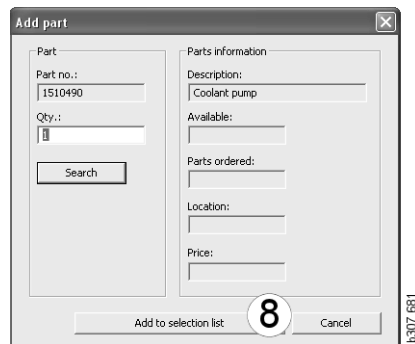 Add part
Part
Part no.:
1510490
Qty.:
1
Search
Parts information
Description:
Coolant pump
Available:
Parts ordered:
Location:
Price:
Add to selection list
8
Cancel
b307 681